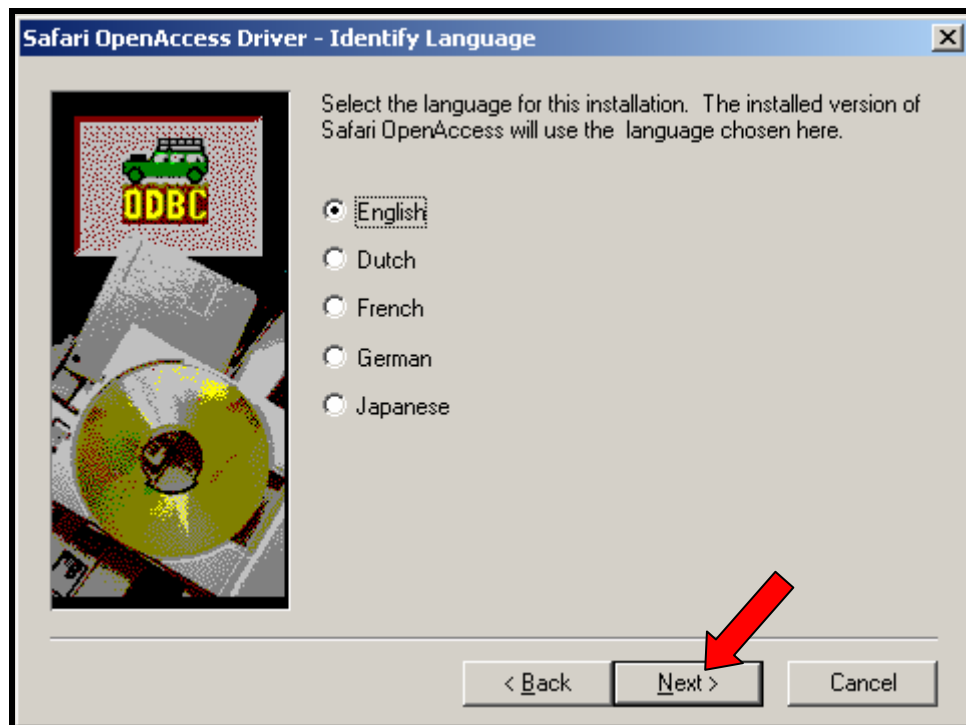 Safari OpenAccess Driver - Identify Language
Select the language for this installation. The installed version of
Safari OpenAccess will use the language chosen here.
ODBC
English
Dutch
French
German
Japanese
< Back
Next >
Cancel